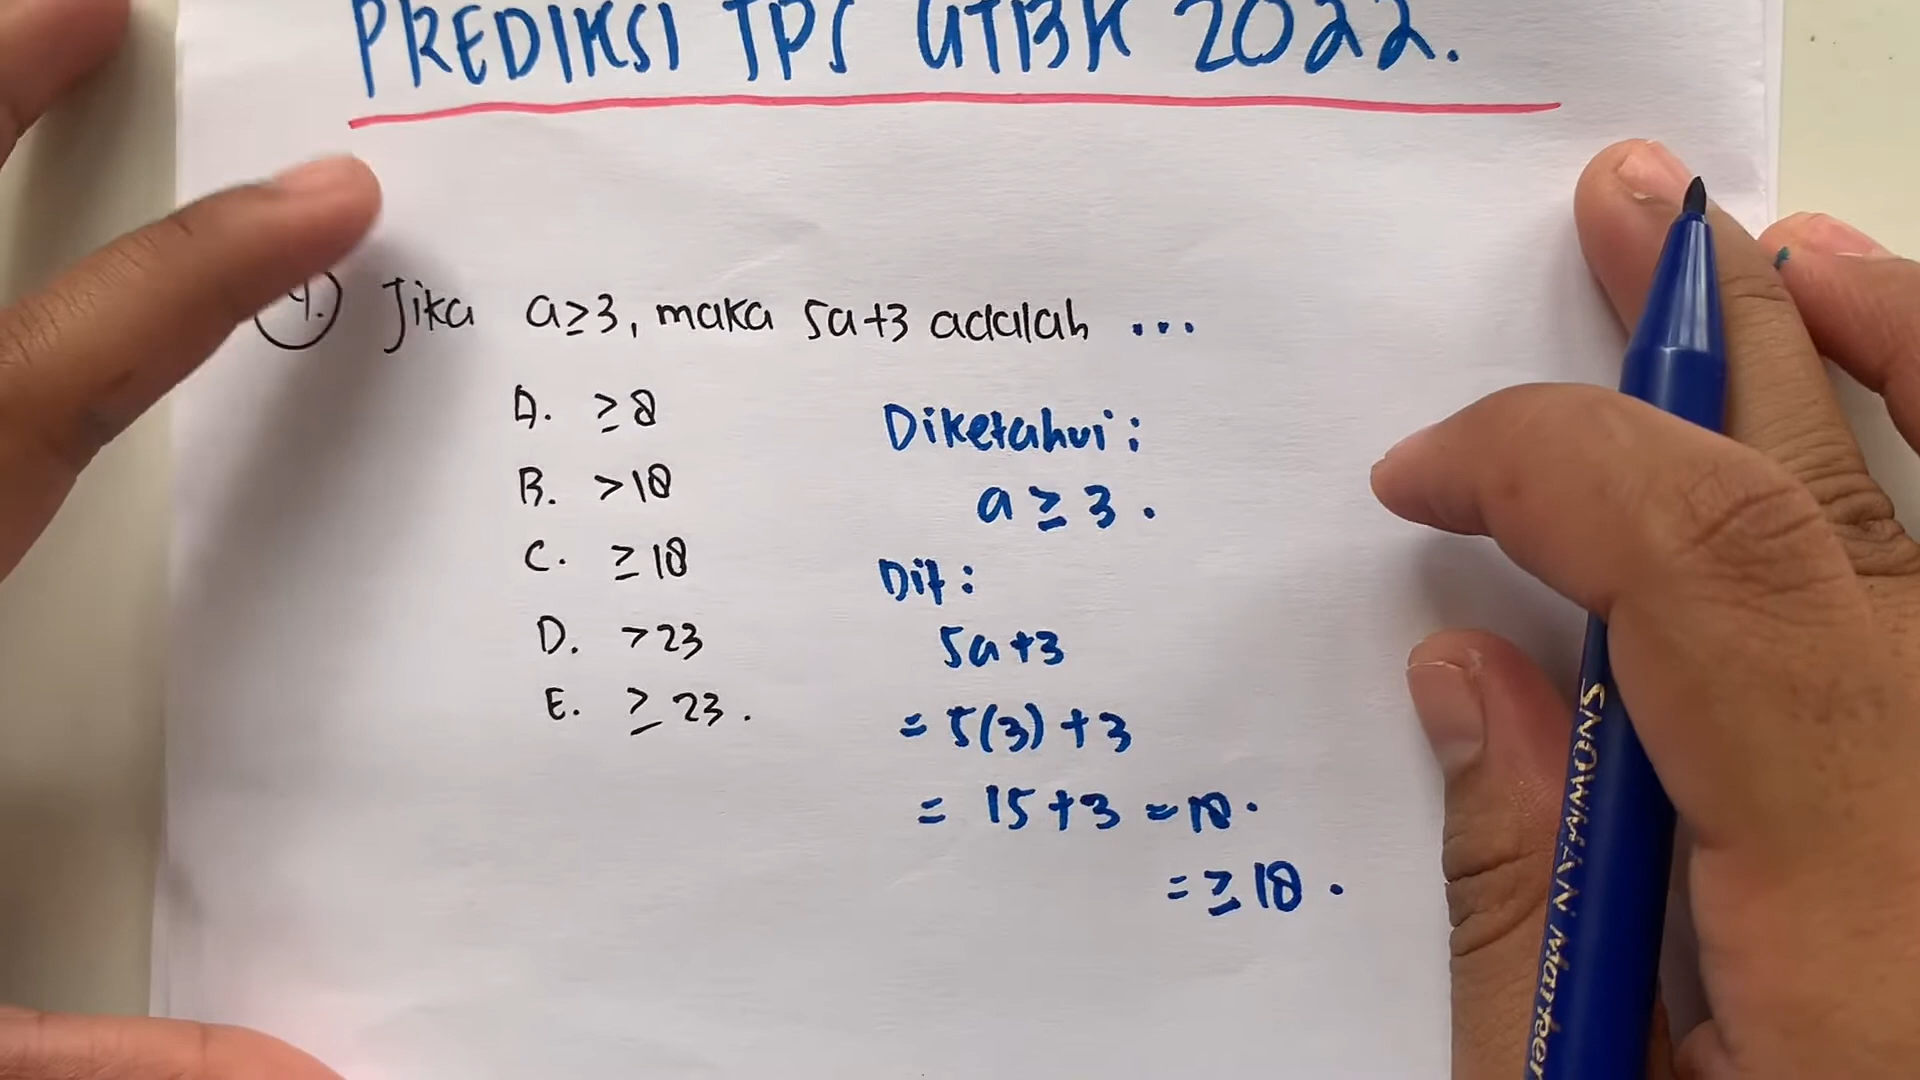 PREDIKSI TPS UTBK 2022.
Jika a≥3, maka 5a+3 adalah ...
A. ≥8
B. >18
C. ≥18
D. >23
E. ≥23.
Diketahui:
a≥3.
Dit:
5a+3
= 5(3)+3
= 15+3=18.
=≥18.
SNOWMAN Marker